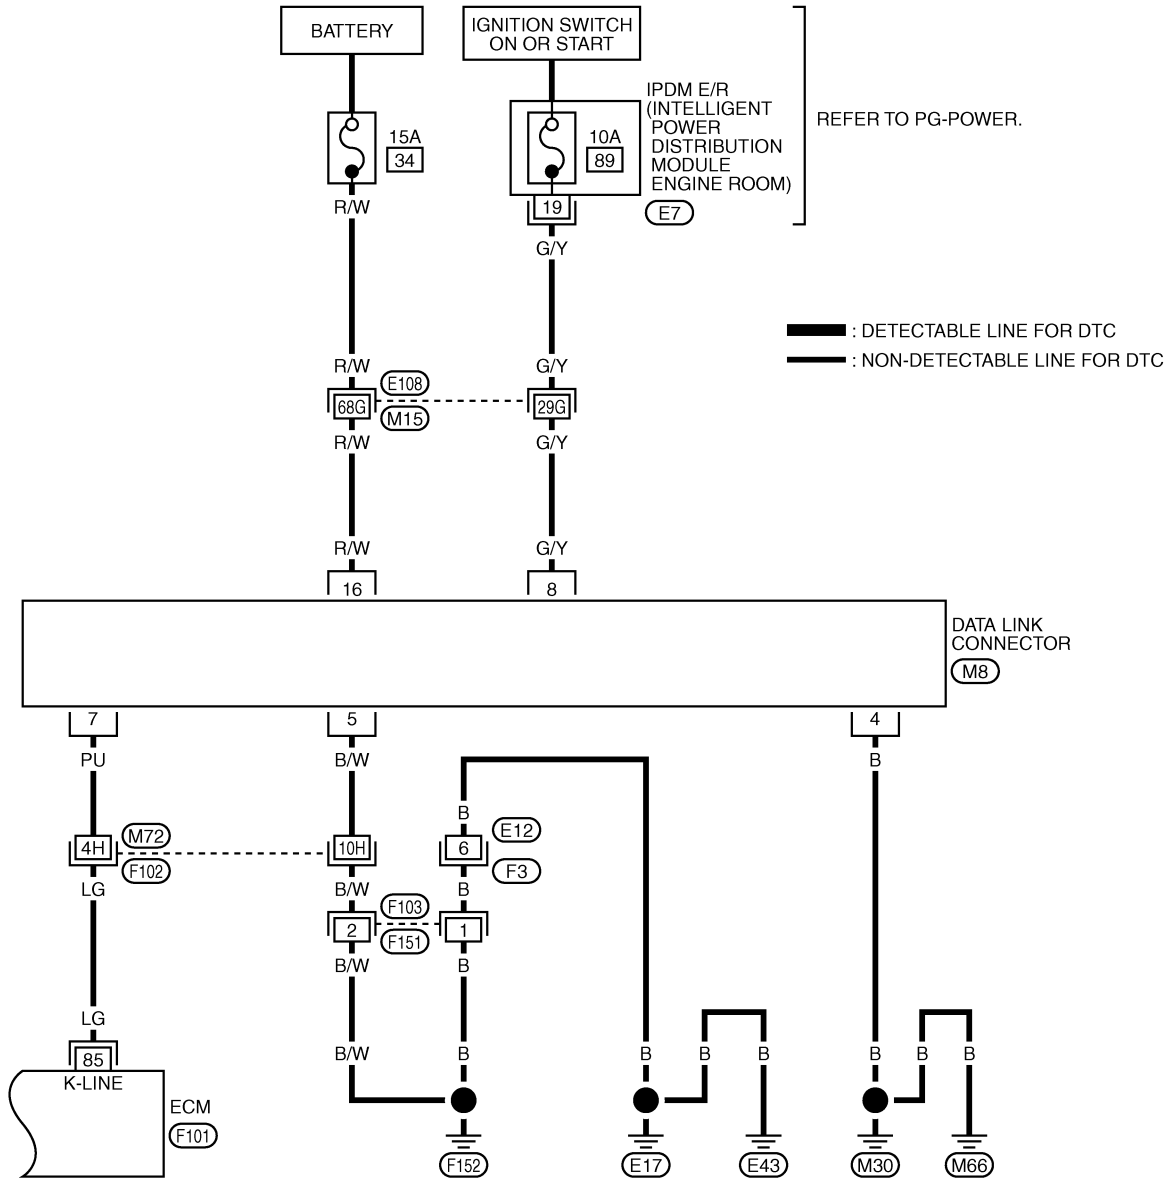 BATTERY
IGNITION SWITCH
ON OR START
IPDM E/R
(INTELLIGENT
POWER
DISTRIBUTION
MODULE
ENGINE ROOM)
E7
REFER TO PG-POWER.
15A
34
10A
89
19
R/W
G/Y
: DETECTABLE LINE FOR DTC
: NON-DETECTABLE LINE FOR DTC
R/W
G/Y
E108
68G
29G
M15
R/W
G/Y
R/W
G/Y
16
8
DATA LINK
CONNECTOR
M8
7
5
4
PU
B/W
B
B
M72
E12
4H
10H
6
F102
F3
LG
B/W
B
F103
2
1
F151
B/W
B
LG
B/W
B
B
B
B
B
B
B
85
K-LINE
ECM
F101
F152
E17
E43
M30
M66